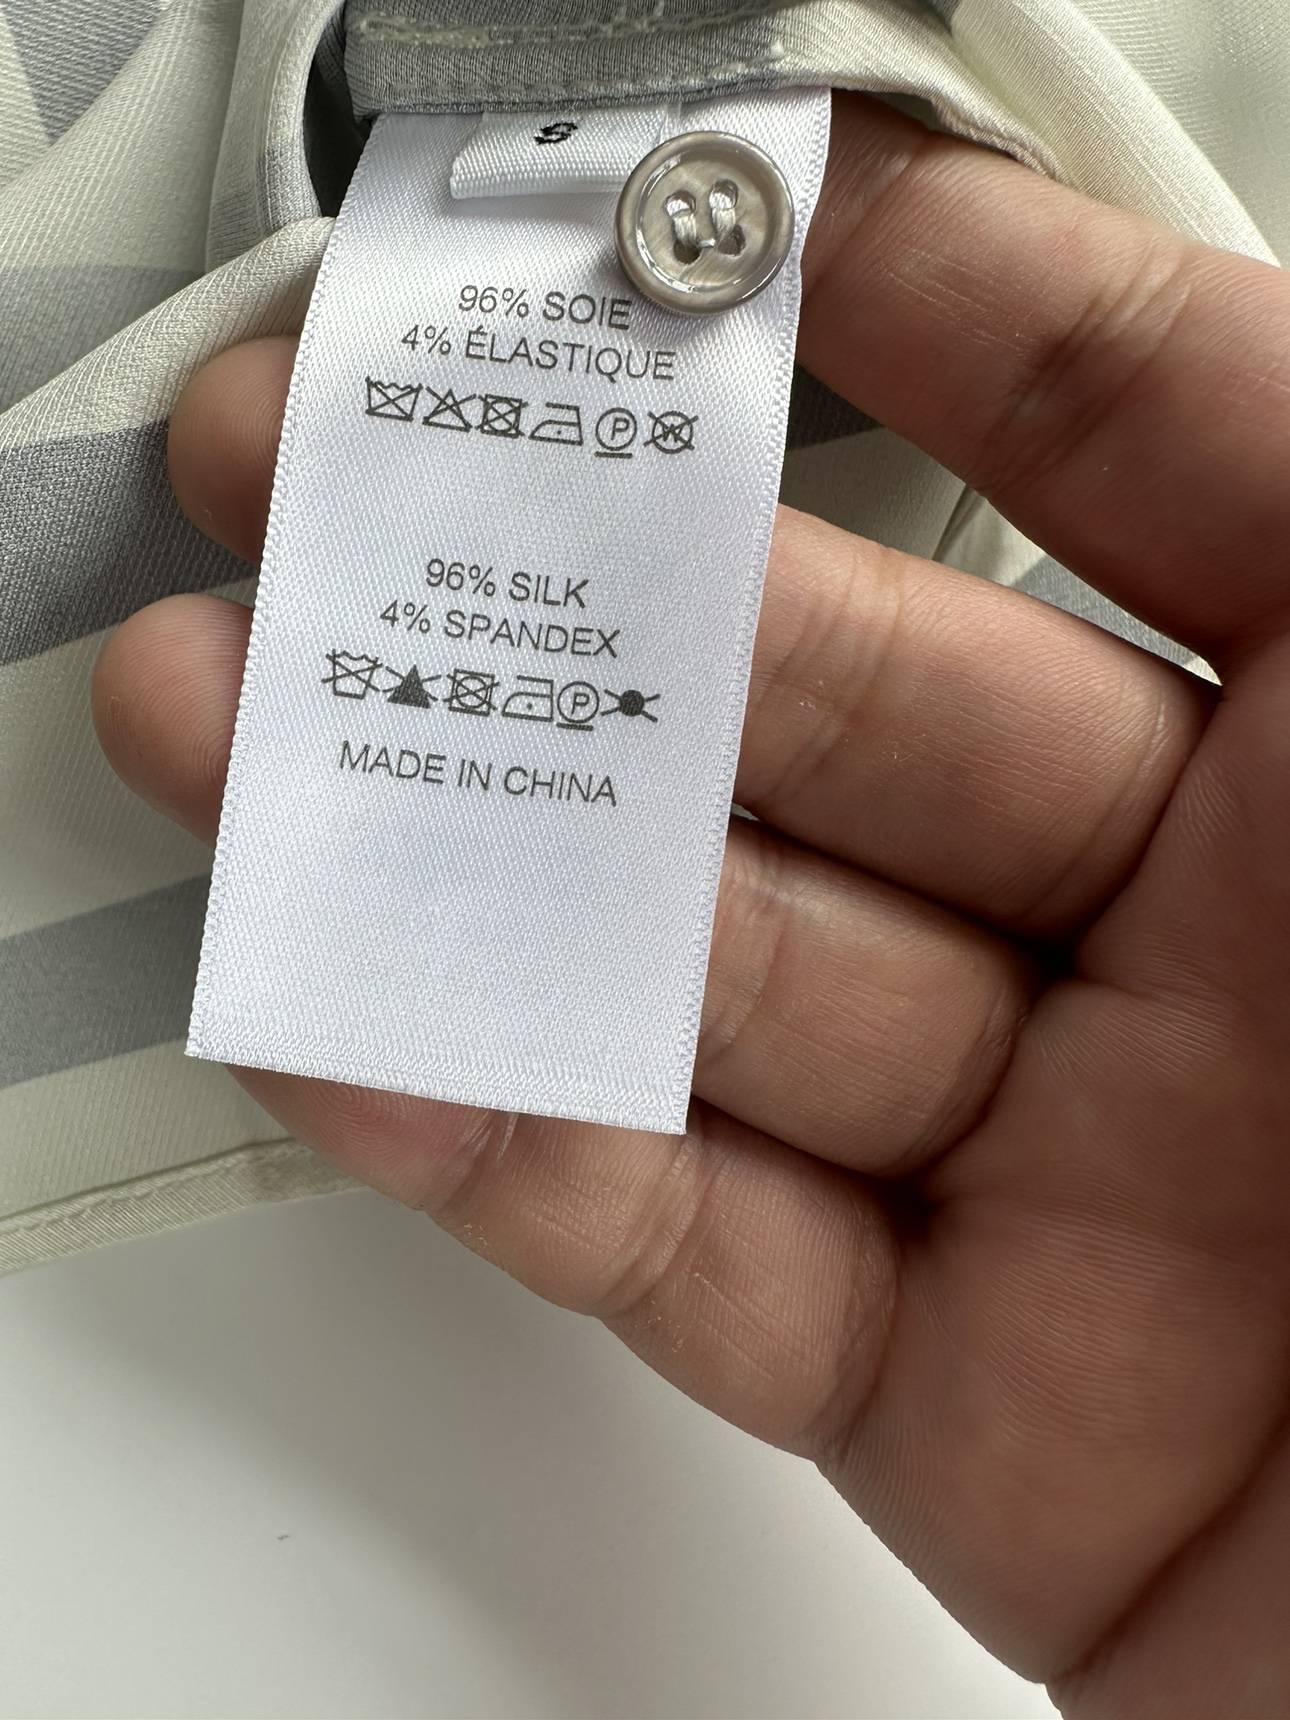 S
96% SOIE
4% ÉLASTIQUE
P W
96% SILK
4% SPANDEX
P
MADE IN CHINA